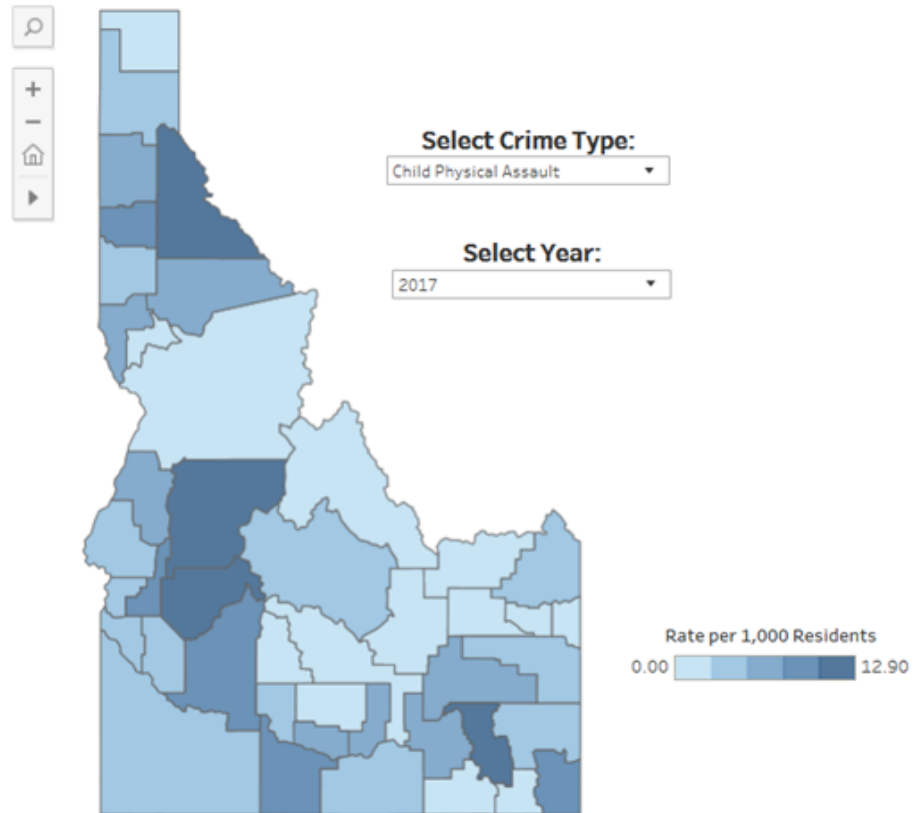 Select Crime Type:
Child Physical Assault
Select Year:
2017
Rate per 1,000 Residents
0.00 12.90